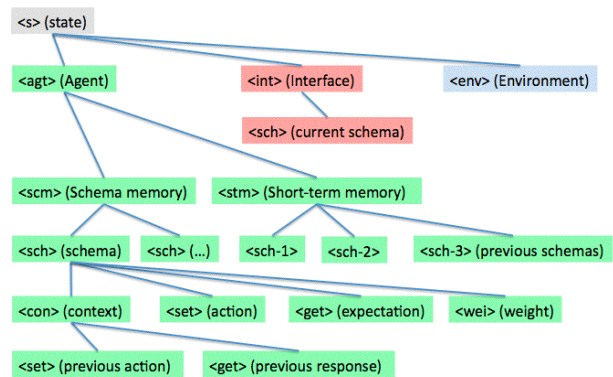 <s> (state)
<agt> (Agent)
<int> (Interface)
<env> (Environment)
<sch> (current schema)
<scm> (Schema memory)
<stm> (Short-term memory)
<sch> (schema)
<sch> (...)
<sch-1>
<sch-2>
<sch-3> (previous schemas)
<con> (context)
<set> (action)
<get> (expectation)
<wei> (weight)
<set> (previous action)
<get> (previous response)